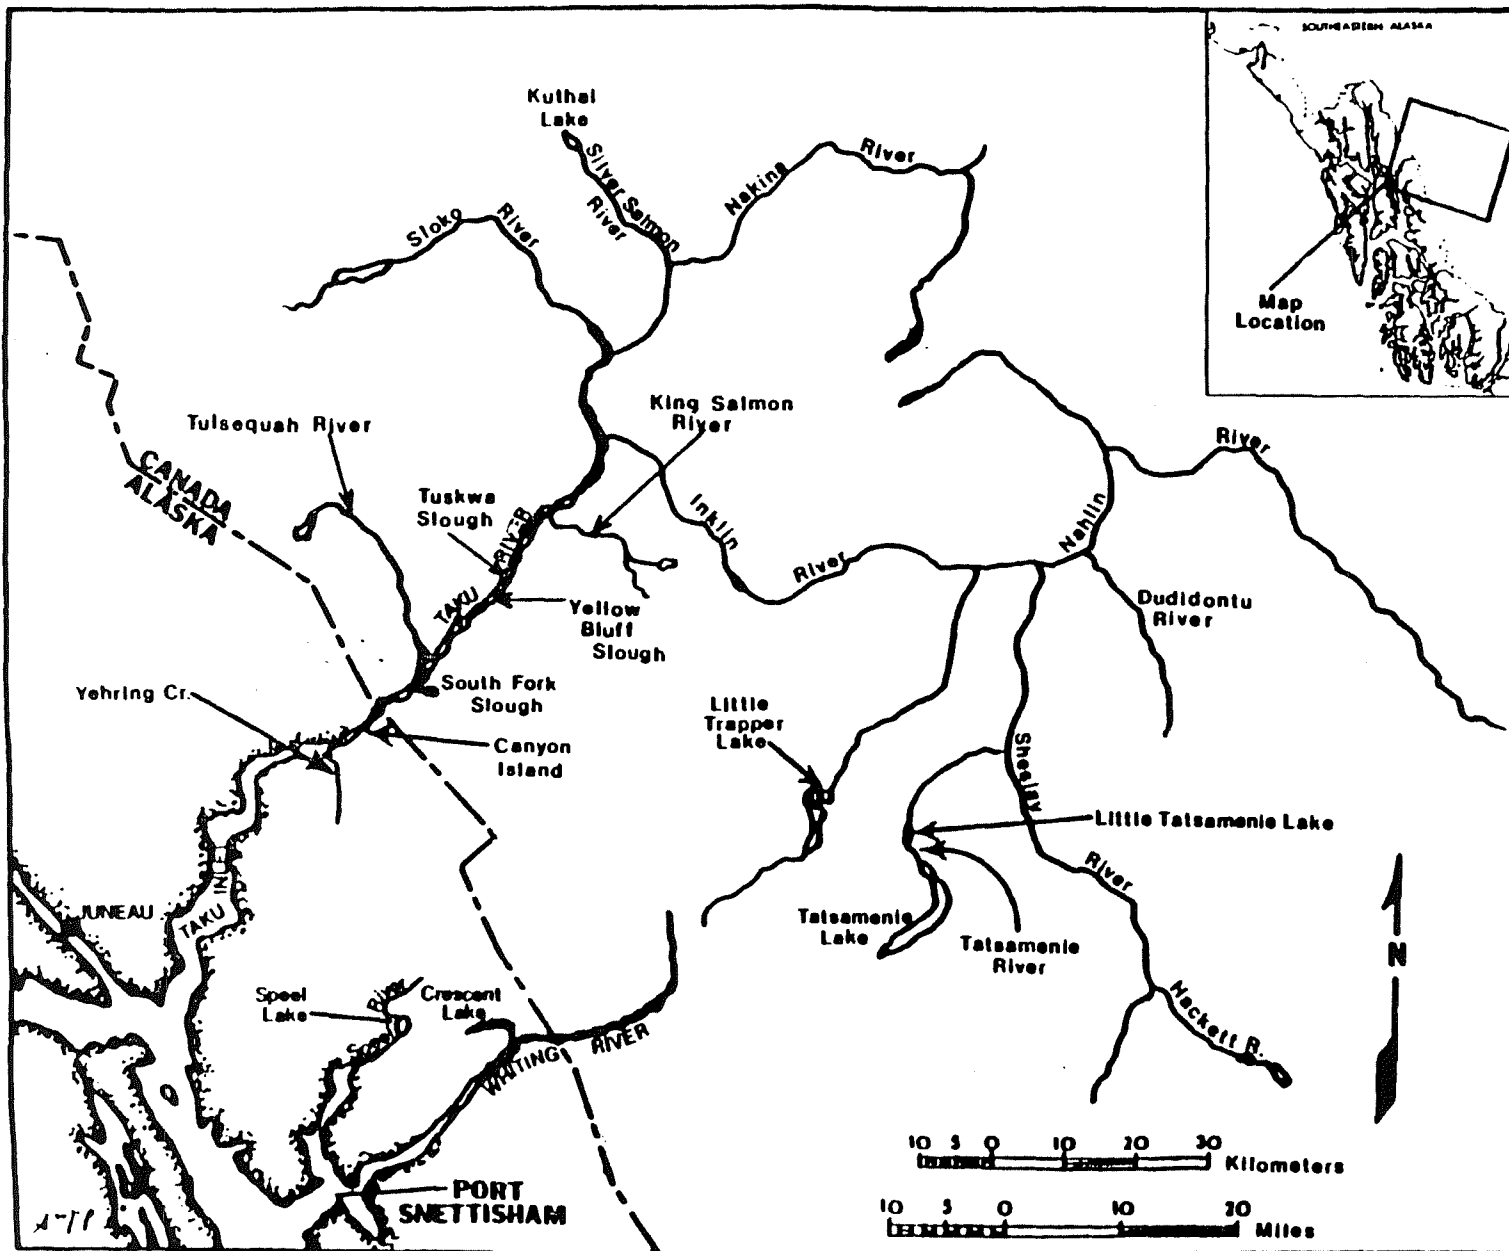 SOUTHEASTERN ALASKA
Map
Location
Kuthai
Lake
Silver Salmon
River
Nakina
River
Sloko
River
King Salmon
River
Tulsequah River
CANADA
ALASKA
Tuskwa
Slough
TAKU
RIVER
Inklin
River
Nahlin
River
Yellow
Bluff
Slough
Dudidontu
River
South Fork
Slough
Yehring Cr.
Canyon
Island
Little
Trapper
Lake
Sheslay
River
Little Tatsamenie Lake
Tatsamenie
Lake
Tatsamenie
River
Hackett R.
JUNEAU
TAKU
INLET
Speel
Lake
Speel
River
Crescent
Lake
WHITING
RIVER
PORT
SNETTISHAM
N
10 5 0 10 20 30
Kilometers
10 5 0 10 20
Miles